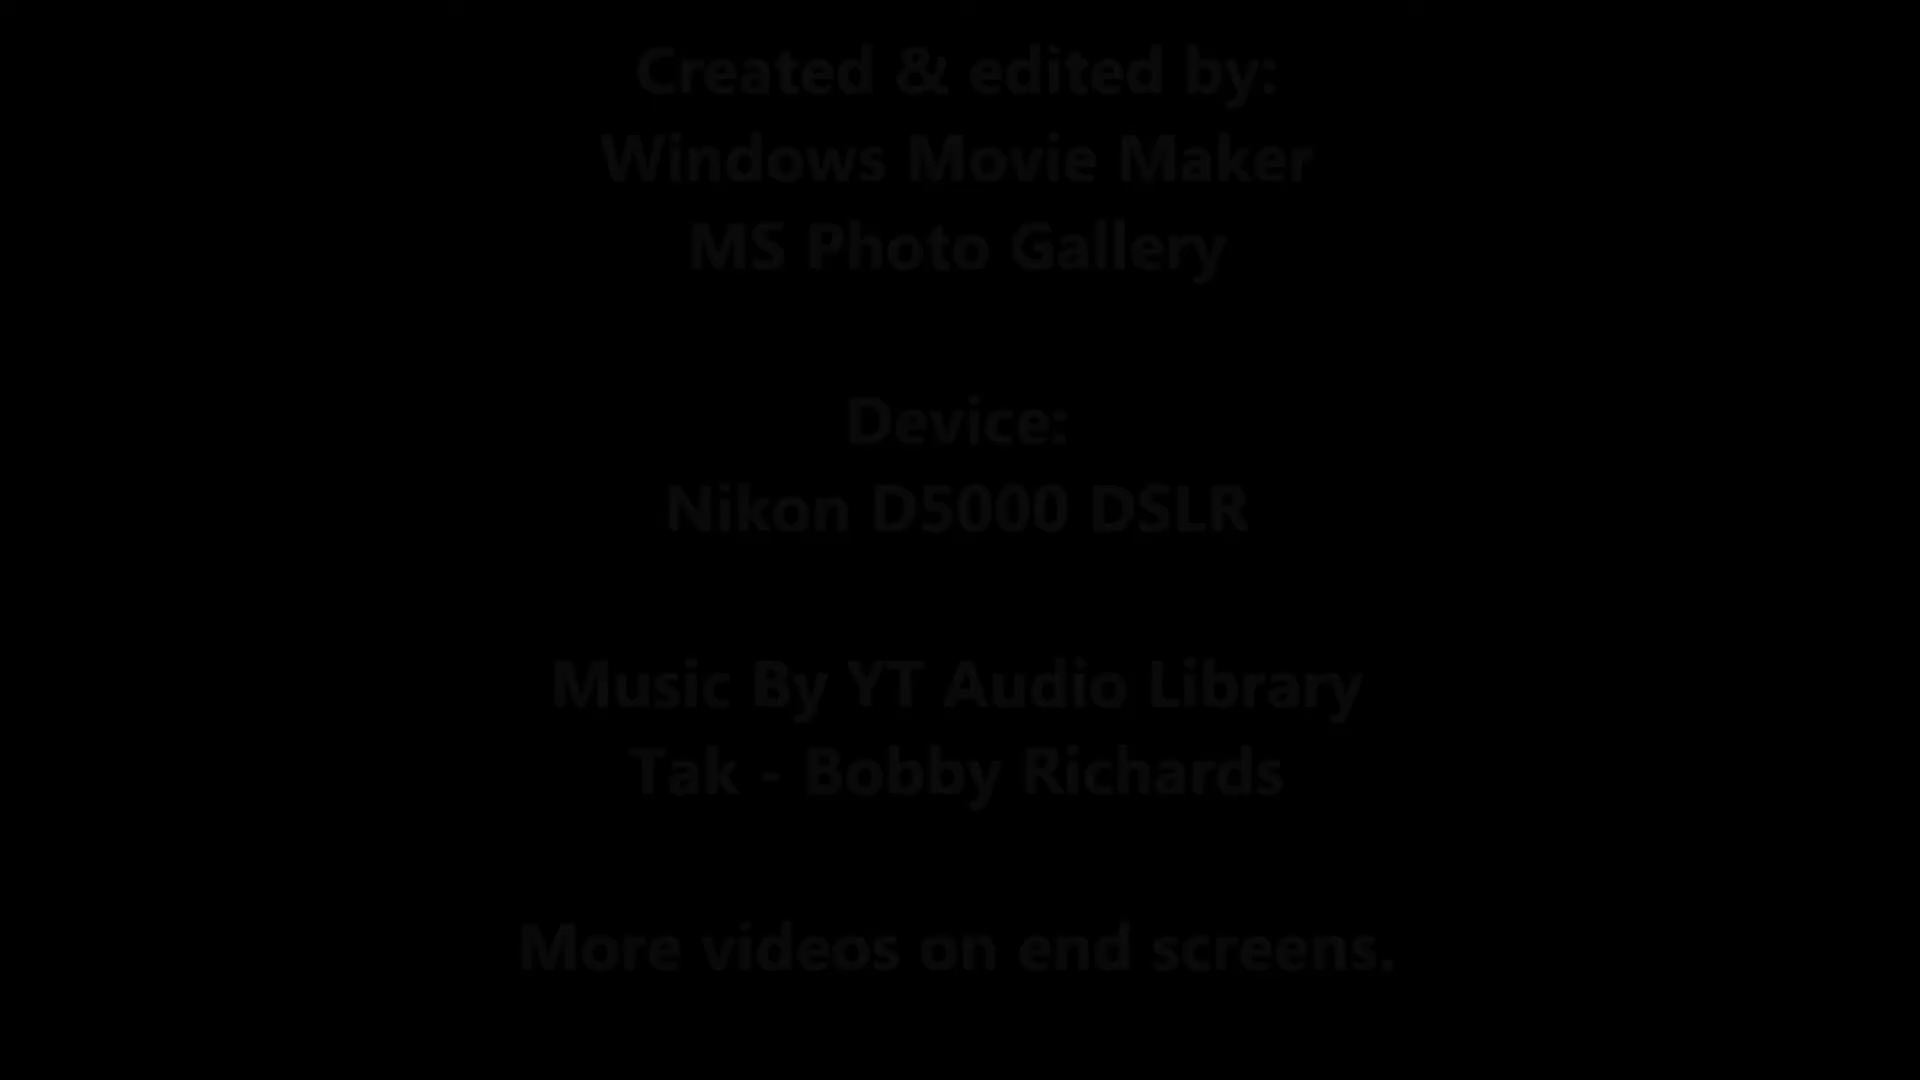 Created & edited by:
Windows Movie Maker
MS Photo Gallery
Device:
Nikon D5000 DSLR
Music By YT Audio Library
Tak - Bobby Richards
More videos on end screens.